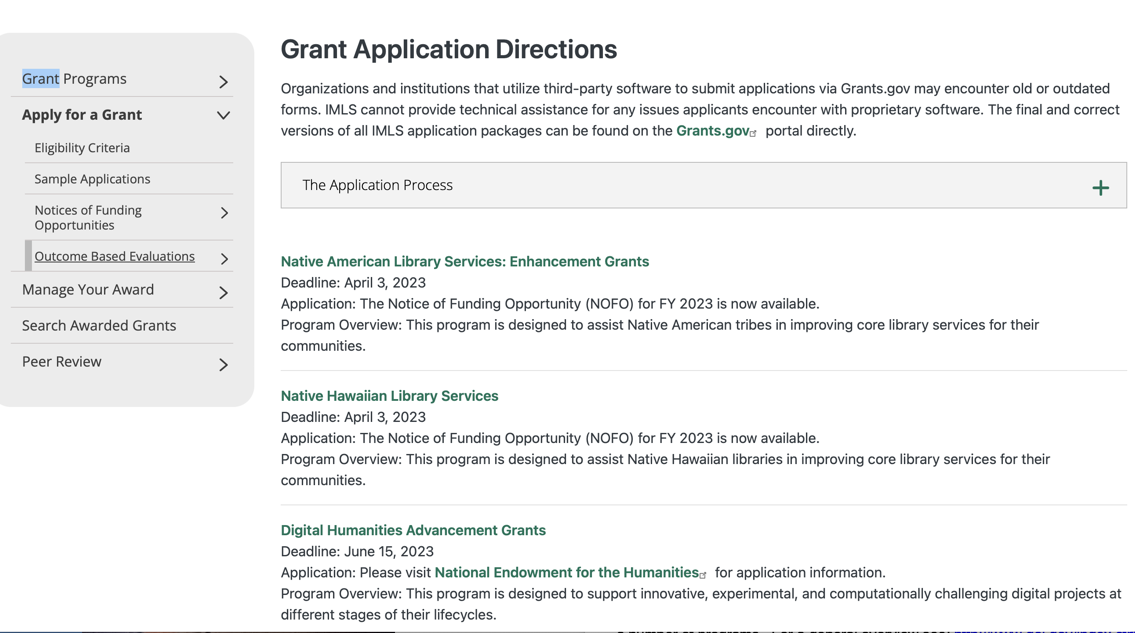 Grant Programs
Apply for a Grant
Eligibility Criteria
Sample Applications
Notices of Funding
Opportunities
Outcome Based Evaluations
Manage Your Award
Search Awarded Grants
Peer Review
Grant Application Directions
Organizations and institutions that utilize third-party software to submit applications via Grants.gov may encounter old or outdated
forms. IMLS cannot provide technical assistance for any issues applicants encounter with proprietary software. The final and correct
versions of all IMLS application packages can be found on the Grants.gov portal directly.
The Application Process
Native American Library Services: Enhancement Grants
Deadline: April 3, 2023
Application: The Notice of Funding Opportunity (NOFO) for FY 2023 is now available.
Program Overview: This program is designed to assist Native American tribes in improving core library services for their
communities.
Native Hawaiian Library Services
Deadline: April 3, 2023
Application: The Notice of Funding Opportunity (NOFO) for FY 2023 is now available.
Program Overview: This program is designed to assist Native Hawaiian libraries in improving core library services for their
communities.
Digital Humanities Advancement Grants
Deadline: June 15, 2023
Application: Please visit National Endowment for the Humanities for application information.
Program Overview: This program is designed to support innovative, experimental, and computationally challenging digital projects at
different stages of their lifecycles.